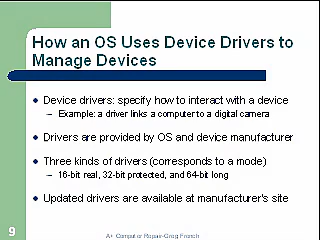 How an OS Uses Device Drivers to
Manage Devices
Device drivers: specify how to interact with a device
– Example: a driver links a computer to a digital camera
Drivers are provided by OS and device manufacturer
Three kinds of drivers (corresponds to a mode)
– 16-bit real, 32-bit protected, and 64-bit long
Updated drivers are available at manufacturer's site
9
A+ Computer Repair-Greg French